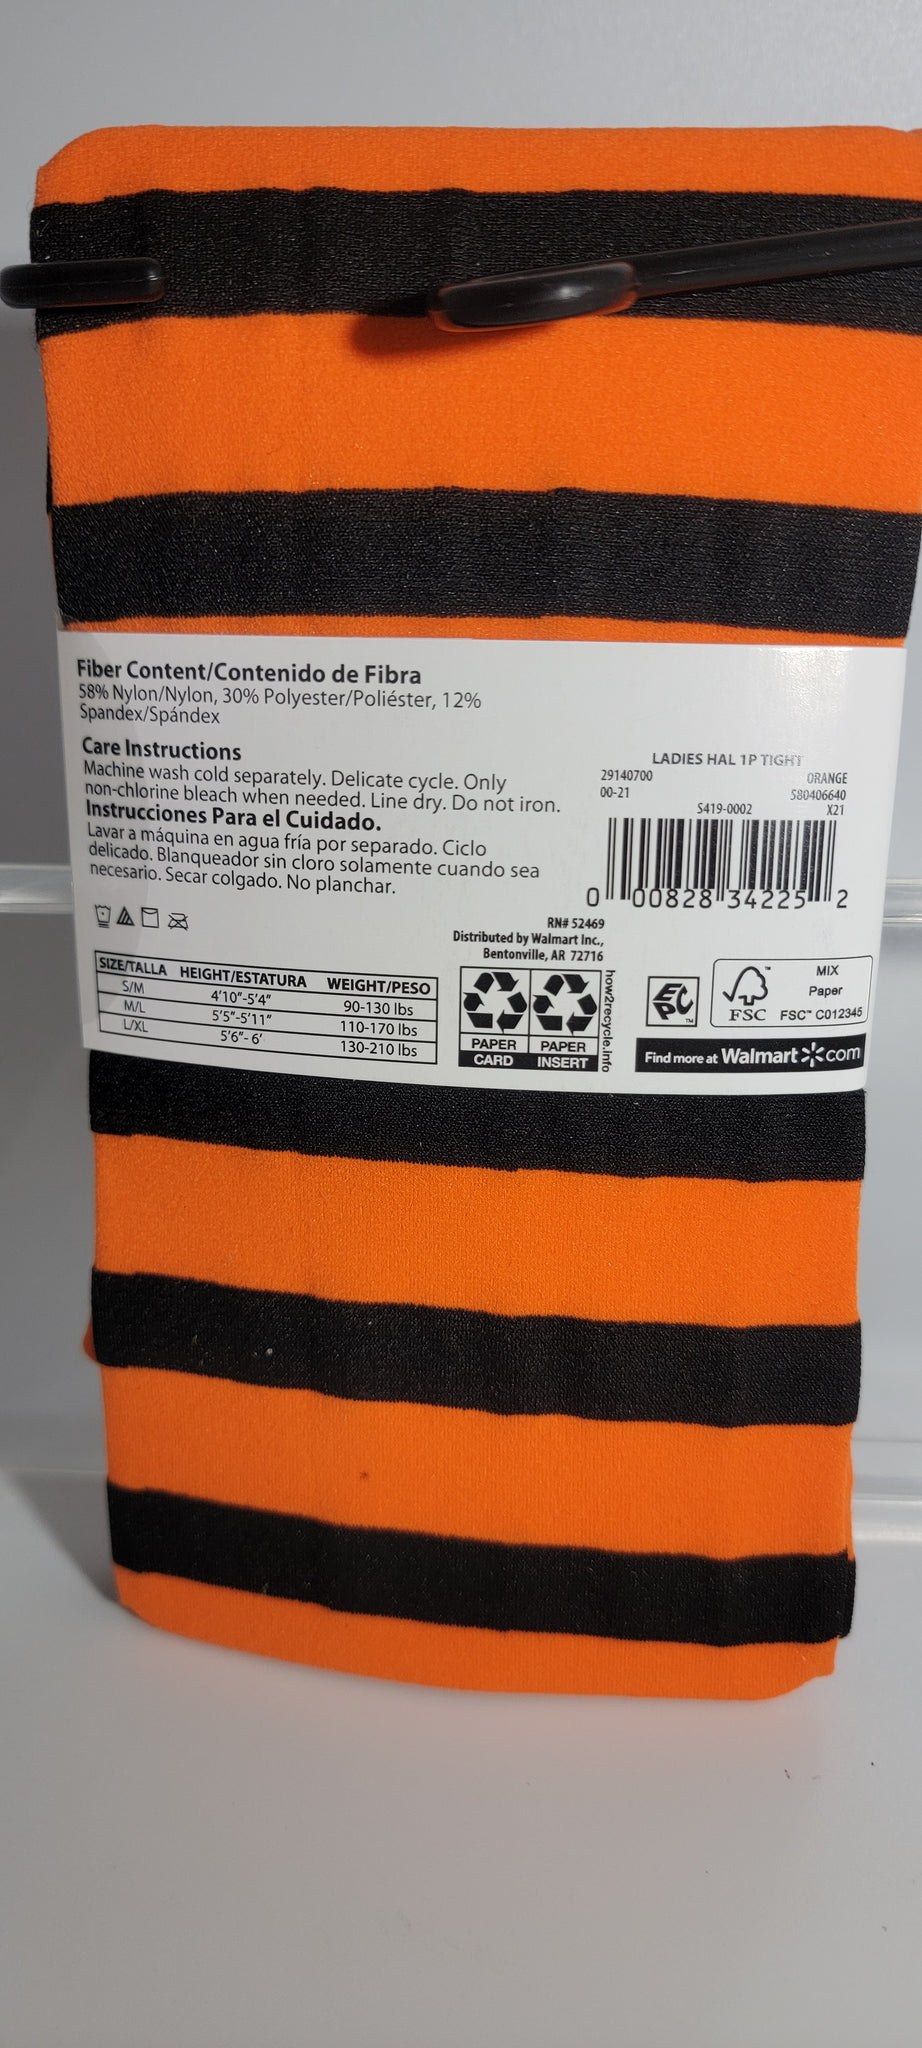 Fiber Content/Contenido de Fibra
58% Nylon/Nylon, 30% Polyester/Poliéster, 12%
Spandex/Spándex
Care Instructions
Machine wash cold separately. Delicate cycle. Only
non-chlorine bleach when needed. Line dry. Do not iron.
Instrucciones Para el Cuidado.
Lavar a máquina en agua fría por separado. Ciclo
delicado. Blanqueador sin cloro solamente cuando sea
necesario. Secar colgado. No planchar.
SIZE/TALLA HEIGHT/ESTATURA WEIGHT/PESO
S/M 4'10"-5'4" 90-130 lbs
M/L 5'5"-5'11" 110-170 lbs
L/XL 5'6"- 6' 130-210 lbs
LADIES HAL 1P TIGHT
29140700 ORANGE
00-21 580406640
S419-0002 X21
0 00828 34225 2
RN# 52469
Distributed by Walmart Inc.,
Bentonville, AR 72716
PAPER PAPER
CARD INSERT
how2recycle.info
EPC™
FSC™
MIX
Paper
FSC™ C012345
Find more at Walmart.com